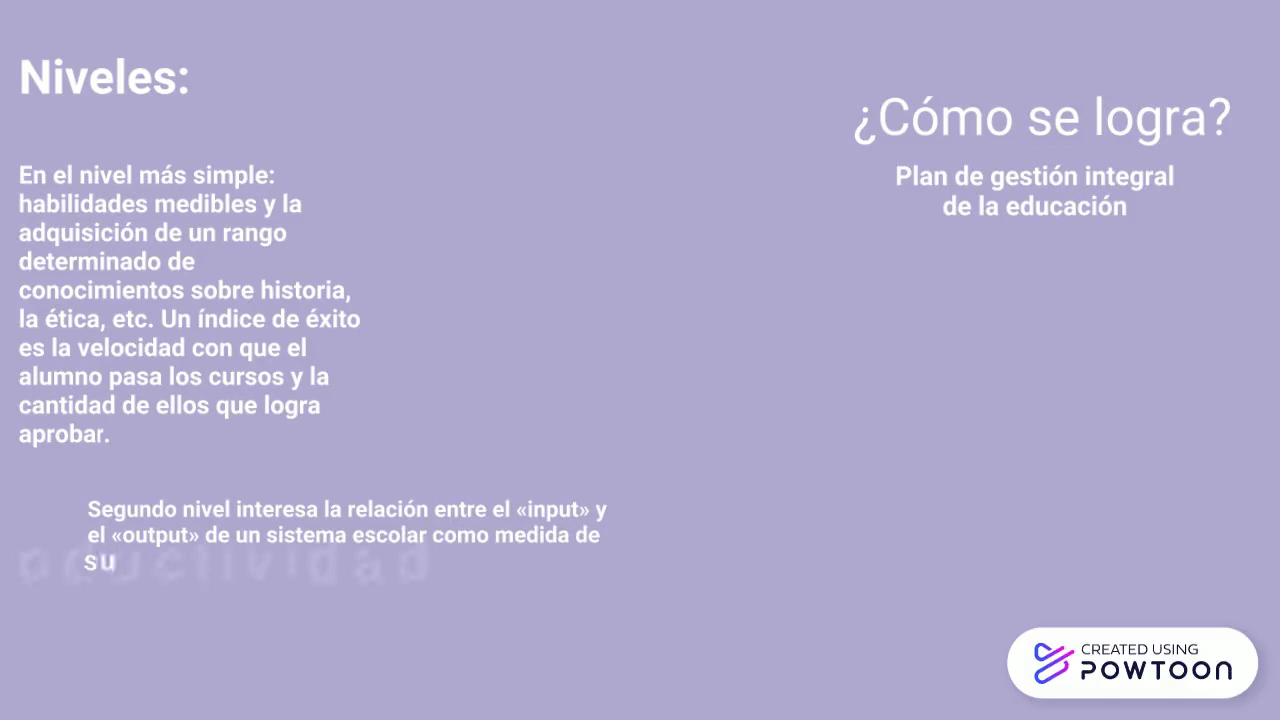 Niveles:
En el nivel más simple:
habilidades medibles y la
adquisición de un rango
determinado de
conocimientos sobre historia,
la ética, etc. Un índice de éxito
es la velocidad con que el
alumno pasa los cursos y la
cantidad de ellos que logra
aprobar.
Segundo nivel interesa la relación entre el «input» y
el «output» de un sistema escolar como medida de
su
¿Cómo se logra?
Plan de gestión integral
de la educación
CREATED USING
POWTOON